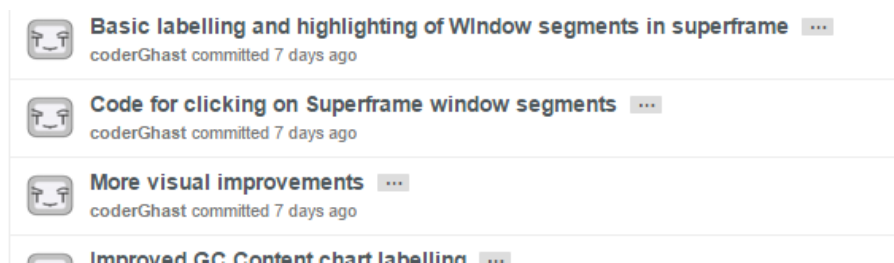 Basic labelling and highlighting of WIndow segments in superframe ...
coderGhast committed 7 days ago
Code for clicking on Superframe window segments ...
coderGhast committed 7 days ago
More visual improvements ...
coderGhast committed 7 days ago
Improved GC Content chart labelling ...